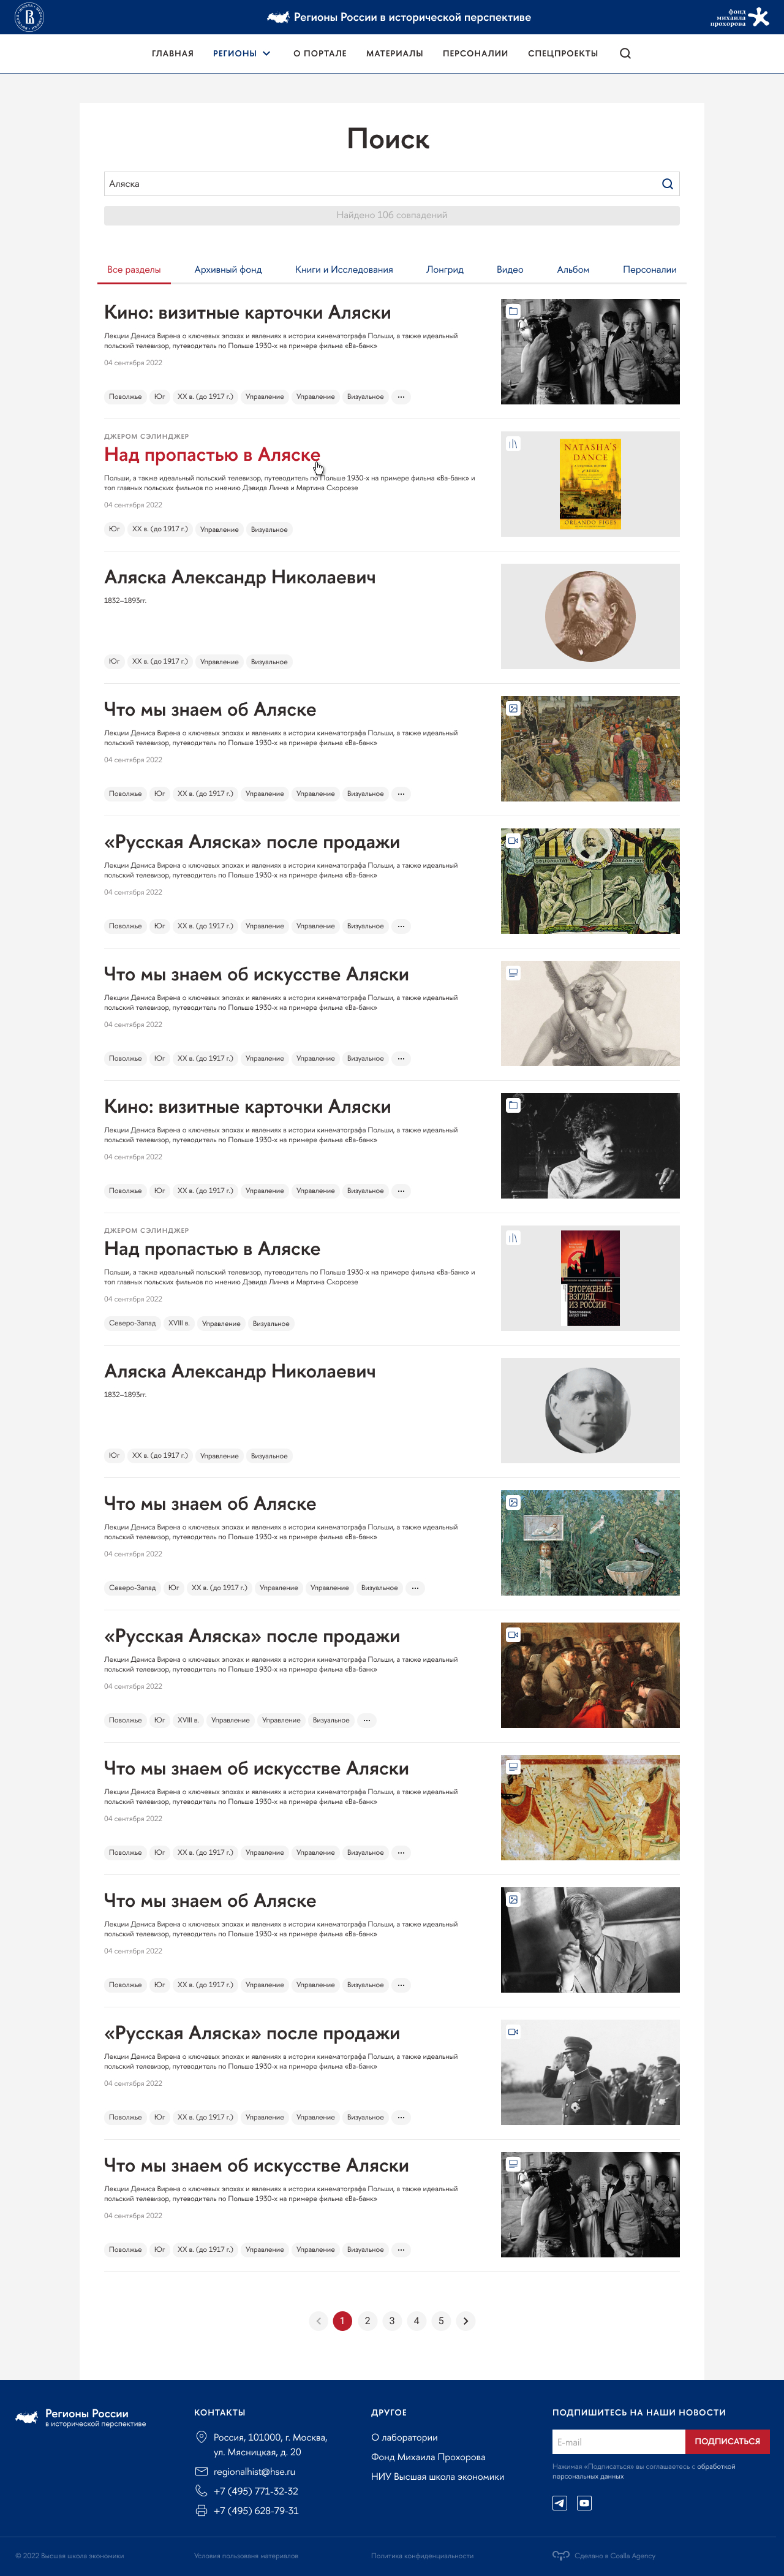 Регионы России в исторической перспективе
фонд
михаила
прохорова
ГЛАВНАЯ РЕГИОНЫ О ПОРТАЛЕ МАТЕРИАЛЫ ПЕРСОНАЛИИ СПЕЦПРОЕКТЫ
Поиск
Аляска
Найдено 106 совпадений
Все разделы Архивный фонд Книги и Исследования Лонгрид Видео Альбом Персоналии
Кино: визитные карточки Аляски
Лекции Дениса Вирена о ключевых эпохах и явлениях в истории кинематографа Польши, а также идеальный
польский телевизор, путеводитель по Польше 1930-х на примере фильма «Ва-банк»
04 сентября 2022
Поволжье Юг XX в. (до 1917 г.) Управление Управление Визуальное ...
ДЖЕРОМ СЭЛИНДЖЕР
Над пропастью в Аляске
Польши, а также идеальный польский телевизор, путеводитель по Польше 1930-х на примере фильма «Ва-банк» и
топ главных польских фильмов по мнению Дэвида Линча и Мартина Скорсезе
04 сентября 2022
Юг XX в. (до 1917 г.) Управление Визуальное
NATASHA'S
DANCE
ORLANDO FIGES
Аляска Александр Николаевич
1832–1893гг.
Юг XX в. (до 1917 г.) Управление Визуальное
Что мы знаем об Аляске
Лекции Дениса Вирена о ключевых эпохах и явлениях в истории кинематографа Польши, а также идеальный
польский телевизор, путеводитель по Польше 1930-х на примере фильма «Ва-банк»
04 сентября 2022
Поволжье Юг XX в. (до 1917 г.) Управление Управление Визуальное ...
«Русская Аляска» после продажи
Лекции Дениса Вирена о ключевых эпохах и явлениях в истории кинематографа Польши, а также идеальный
польский телевизор, путеводитель по Польше 1930-х на примере фильма «Ва-банк»
04 сентября 2022
Поволжье Юг XX в. (до 1917 г.) Управление Управление Визуальное ...
Что мы знаем об искусстве Аляски
Лекции Дениса Вирена о ключевых эпохах и явлениях в истории кинематографа Польши, а также идеальный
польский телевизор, путеводитель по Польше 1930-х на примере фильма «Ва-банк»
04 сентября 2022
Поволжье Юг XX в. (до 1917 г.) Управление Управление Визуальное ...
Кино: визитные карточки Аляски
Лекции Дениса Вирена о ключевых эпохах и явлениях в истории кинематографа Польши, а также идеальный
польский телевизор, путеводитель по Польше 1930-х на примере фильма «Ва-банк»
04 сентября 2022
Поволжье Юг XX в. (до 1917 г.) Управление Управление Визуальное ...
ДЖЕРОМ СЭЛИНДЖЕР
Над пропастью в Аляске
Польши, а также идеальный польский телевизор, путеводитель по Польше 1930-х на примере фильма «Ва-банк» и
топ главных польских фильмов по мнению Дэвида Линча и Мартина Скорсезе
04 сентября 2022
Северо-Запад XVIII в. Управление Визуальное
ВТОРЖЕНИЕ:
ВЗГЛЯД
ИЗ РОССИИ
Аляска Александр Николаевич
1832–1893гг.
Юг XX в. (до 1917 г.) Управление Визуальное
Что мы знаем об Аляске
Лекции Дениса Вирена о ключевых эпохах и явлениях в истории кинематографа Польши, а также идеальный
польский телевизор, путеводитель по Польше 1930-х на примере фильма «Ва-банк»
04 сентября 2022
Северо-Запад Юг XX в. (до 1917 г.) Управление Управление Визуальное ...
«Русская Аляска» после продажи
Лекции Дениса Вирена о ключевых эпохах и явлениях в истории кинематографа Польши, а также идеальный
польский телевизор, путеводитель по Польше 1930-х на примере фильма «Ва-банк»
04 сентября 2022
Поволжье Юг XVIII в. Управление Управление Визуальное ...
Что мы знаем об искусстве Аляски
Лекции Дениса Вирена о ключевых эпохах и явлениях в истории кинематографа Польши, а также идеальный
польский телевизор, путеводитель по Польше 1930-х на примере фильма «Ва-банк»
04 сентября 2022
Поволжье Юг XX в. (до 1917 г.) Управление Управление Визуальное ...
Что мы знаем об Аляске
Лекции Дениса Вирена о ключевых эпохах и явлениях в истории кинематографа Польши, а также идеальный
польский телевизор, путеводитель по Польше 1930-х на примере фильма «Ва-банк»
04 сентября 2022
Поволжье Юг XX в. (до 1917 г.) Управление Управление Визуальное ...
«Русская Аляска» после продажи
Лекции Дениса Вирена о ключевых эпохах и явлениях в истории кинематографа Польши, а также идеальный
польский телевизор, путеводитель по Польше 1930-х на примере фильма «Ва-банк»
04 сентября 2022
Поволжье Юг XX в. (до 1917 г.) Управление Управление Визуальное ...
Что мы знаем об искусстве Аляски
Лекции Дениса Вирена о ключевых эпохах и явлениях в истории кинематографа Польши, а также идеальный
польский телевизор, путеводитель по Польше 1930-х на примере фильма «Ва-банк»
04 сентября 2022
Поволжье Юг XX в. (до 1917 г.) Управление Управление Визуальное ...
1 2 3 4 5
Регионы России
в исторической перспективе
КОНТАКТЫ
Россия, 101000, г. Москва,
ул. Мясницкая, д. 20
regionalhist@hse.ru
+7 (495) 771-32-32
+7 (495) 628-79-31
ДРУГОЕ
О лаборатории
Фонд Михаила Прохорова
НИУ Высшая школа экономики
ПОДПИШИТЕСЬ НА НАШИ НОВОСТИ
E-mail ПОДПИСАТЬСЯ
Нажимая «Подписаться» вы соглашаетесь с обработкой
персональных данных
© 2022 Высшая школа экономики Условия пользования материалов Политика конфиденциальности Сделано в Coalla Agency